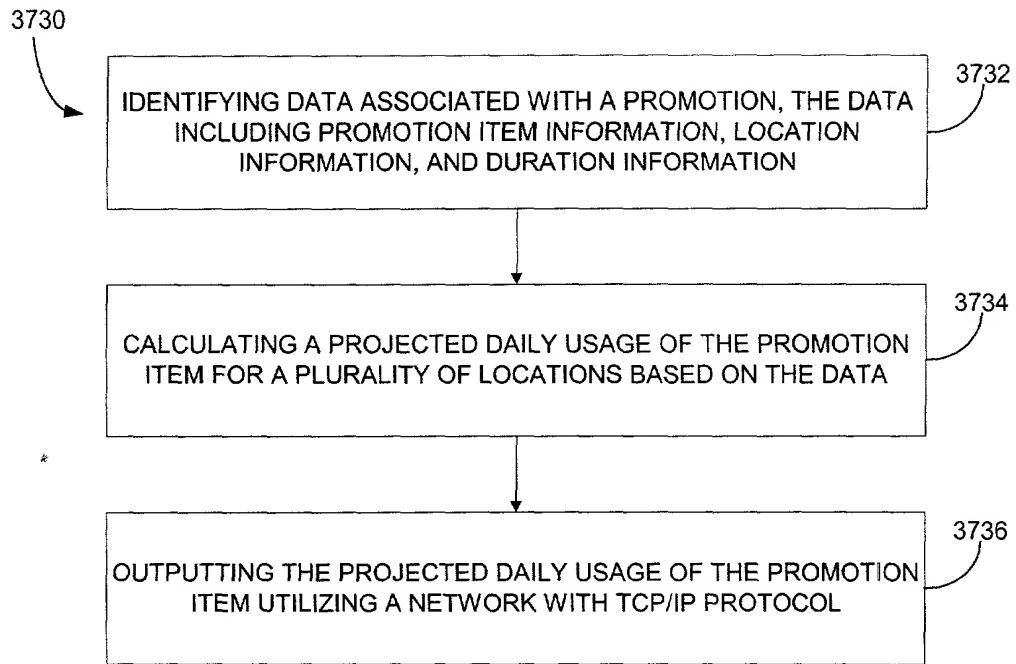 3730
3732
IDENTIFYING DATA ASSOCIATED WITH A PROMOTION, THE DATA
INCLUDING PROMOTION ITEM INFORMATION, LOCATION
INFORMATION, AND DURATION INFORMATION
3734
CALCULATING A PROJECTED DAILY USAGE OF THE PROMOTION
ITEM FOR A PLURALITY OF LOCATIONS BASED ON THE DATA
3736
OUTPUTTING THE PROJECTED DAILY USAGE OF THE PROMOTION
ITEM UTILIZING A NETWORK WITH TCP/IP PROTOCOL